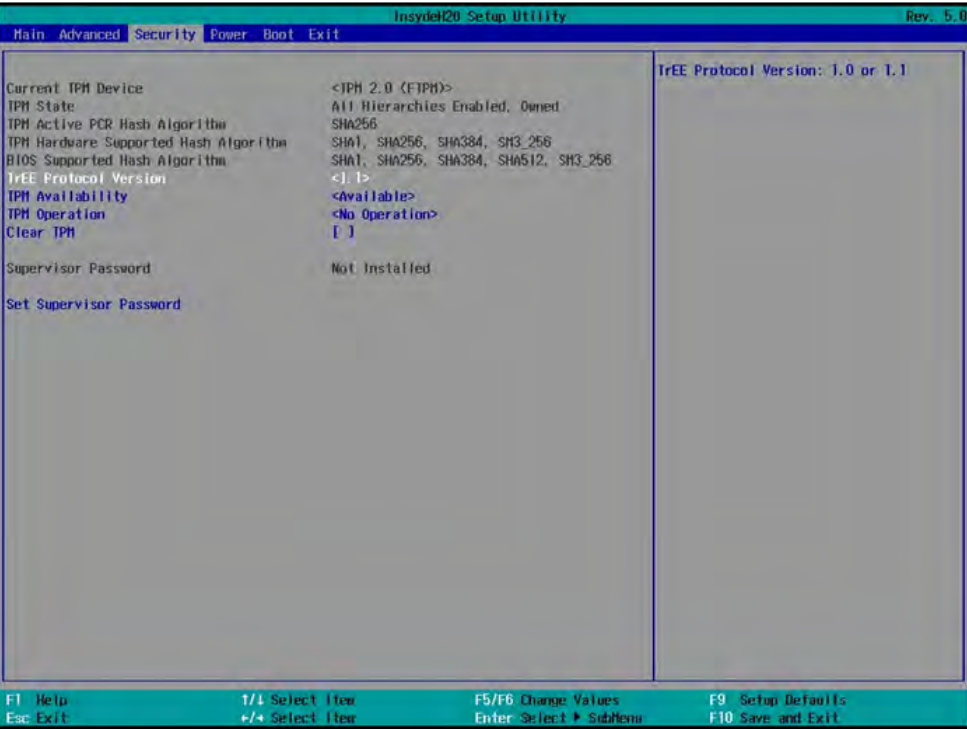 InsydeH20 Setup Utility Rev. 5.0
Main Advanced Security Power Boot Exit
TrEE Protocol Version: 1.0 or 1.1
Current TPM Device <TPM 2.0 (FTPM)>
TPM State All Hierarchies Enabled, Owned
TPM Active PCR Hash Algorithm SHA256
TPM Hardware Supported Hash Algorithm SHA1, SHA256, SHA384, SM3_256
BIOS Supported Hash Algorithm SHA1, SHA256, SHA384, SHA512, SM3_256
TrEE Protocol Version <1.1>
TPM Availability <Available>
TPM Operation <No Operation>
Clear TPM [ ]
Supervisor Password Not Installed
Set Supervisor Password
F1 Help ↑/↓ Select Item F5/F6 Change Values F9 Setup Defaults
Esc Exit ←/→ Select Item Enter Select ▶ SubMenu F10 Save and Exit